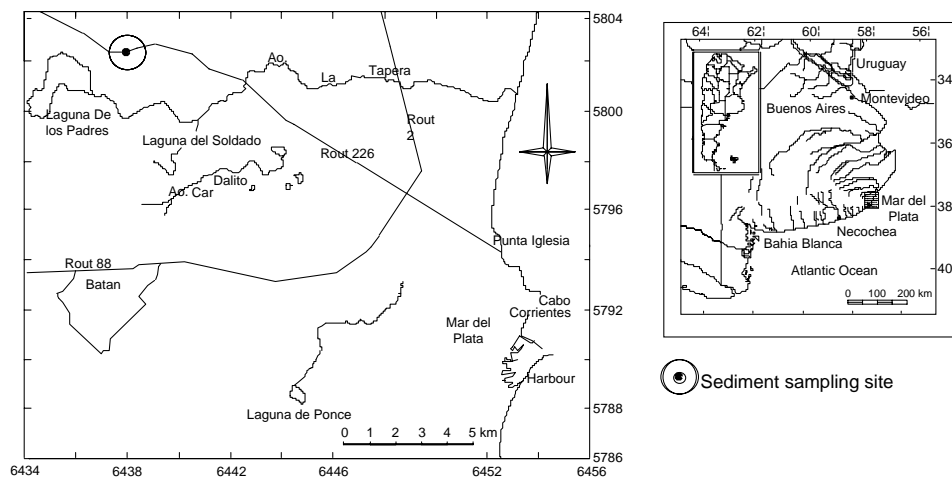 5804
5800
5796
5792
5788
5786
6434
6438
6442
6446
6452
6456
Ao.
La
Tapera
Laguna De
los Padres
Laguna del Soldado
Rout
2
Rout 226
Dalito
Ao. Car
Punta Iglesia
Rout 88
Batan
Cabo
Corrientes
Mar del
Plata
Harbour
Laguna de Ponce
0 1 2 3 4 5 km
64¦ 62¦ 60¦ 58¦ 56¦
Uruguay
34
Montevideo
Buenos Aires
36
Mar del
Plata
38
Necochea
Bahia Blanca
Atlantic Ocean
40
0 100 200 km
Sediment sampling site